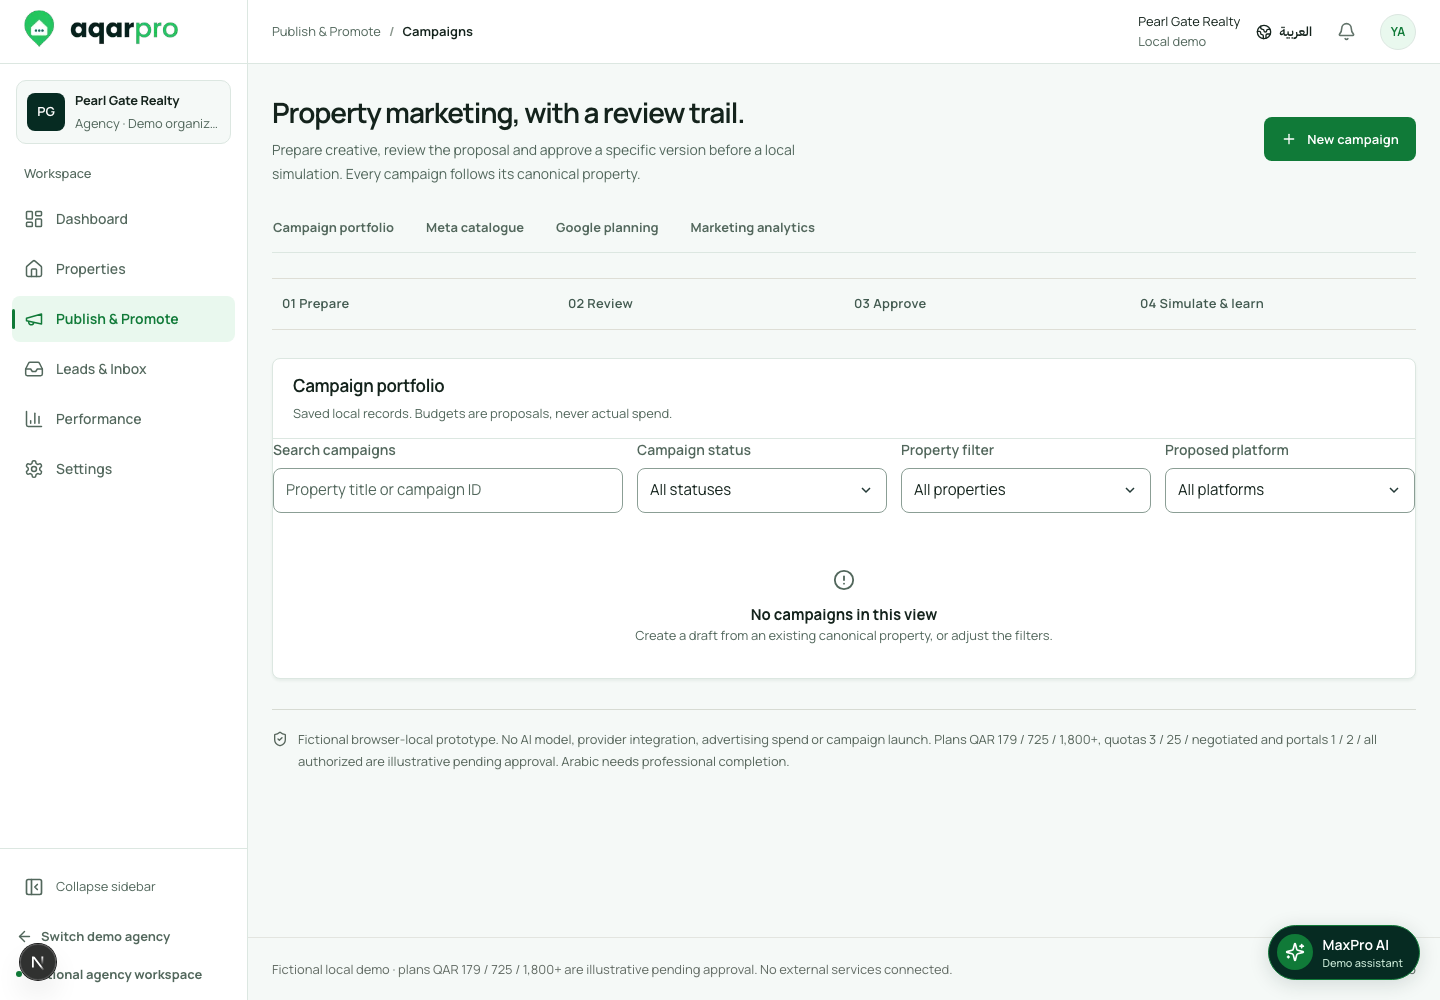 aqarpro
Publish & Promote / Campaigns
Pearl Gate Realty
Local demo
العربية
YA
PG
Pearl Gate Realty
Agency · Demo organiz...
Workspace
Dashboard
Properties
Publish & Promote
Leads & Inbox
Performance
Settings
Collapse sidebar
Switch demo agency
ional agency workspace
N
Property marketing, with a review trail.
Prepare creative, review the proposal and approve a specific version before a local
simulation. Every campaign follows its canonical property.
New campaign
Campaign portfolio Meta catalogue Google planning Marketing analytics
01 Prepare 02 Review 03 Approve 04 Simulate & learn
Campaign portfolio
Saved local records. Budgets are proposals, never actual spend.
Search campaigns Campaign status Property filter Proposed platform
Property title or campaign ID All statuses All properties All platforms
No campaigns in this view
Create a draft from an existing canonical property, or adjust the filters.
Fictional browser-local prototype. No AI model, provider integration, advertising spend or campaign launch. Plans QAR 179 / 725 / 1,800+, quotas 3 / 25 / negotiated and portals 1 / 2 / all
authorized are illustrative pending approval. Arabic needs professional completion.
Fictional local demo · plans QAR 179 / 725 / 1,800+ are illustrative pending approval. No external services connected.
MaxPro AI
Demo assistant